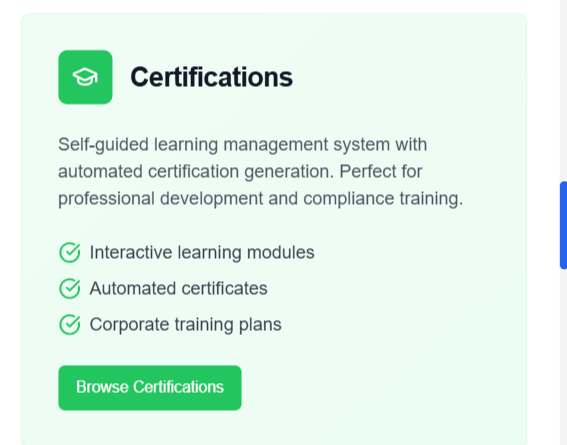 Certifications
Self-guided learning management system with
automated certification generation. Perfect for
professional development and compliance training.
Interactive learning modules
Automated certificates
Corporate training plans
Browse Certifications